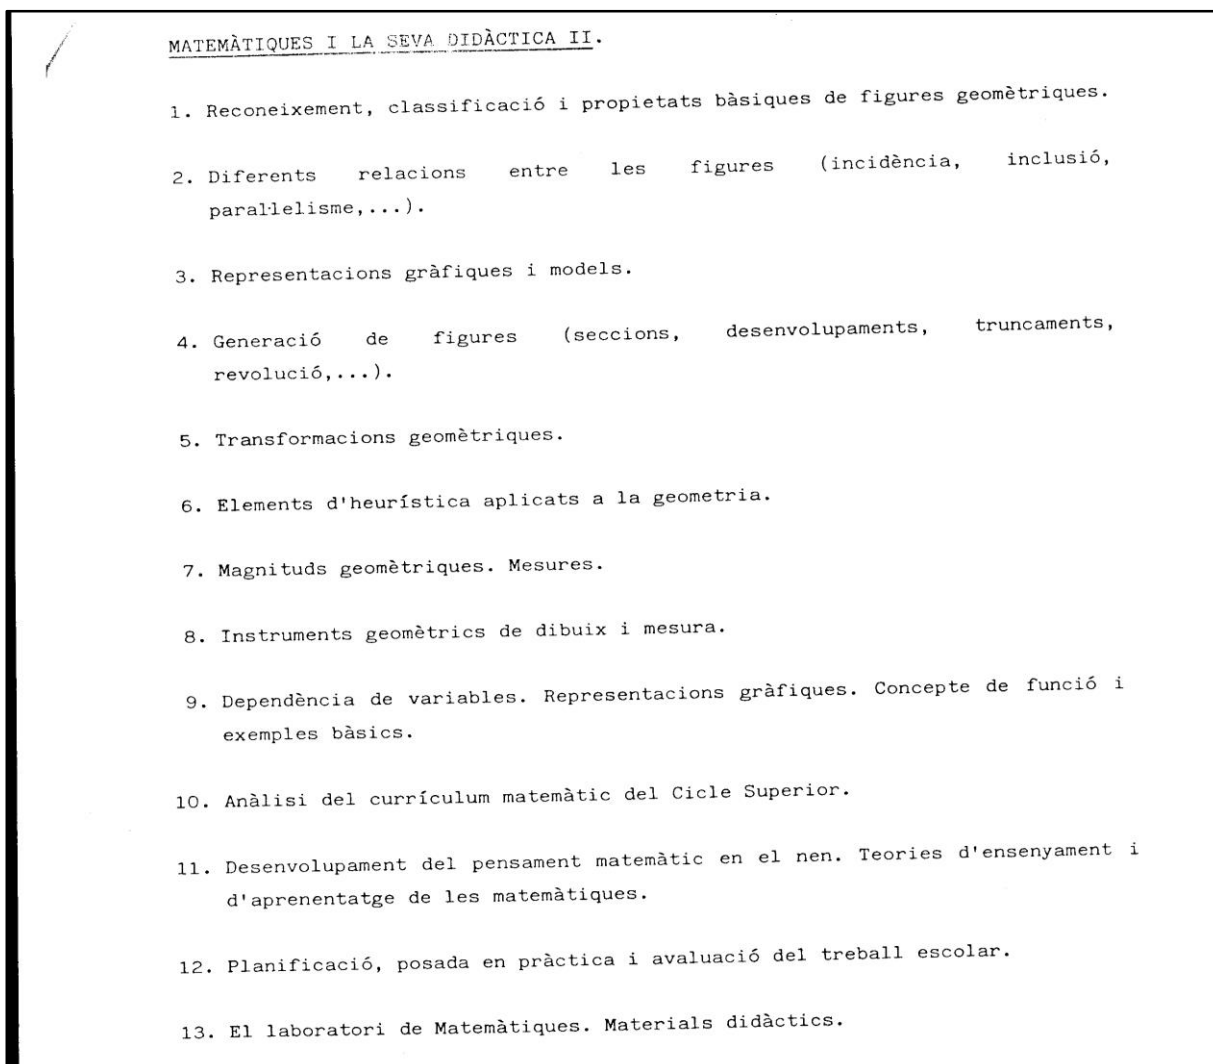 MATEMÀTIQUES I LA SEVA DIDÀCTICA II.
1. Reconeixement, classificació i propietats bàsiques de figures geomètriques.
2. Diferents relacions entre les figures (incidència, inclusió,
paral·lelisme,...).
3. Representacions gràfiques i models.
4. Generació de figures (seccions, desenvolupaments, truncaments,
revolució,...).
5. Transformacions geomètriques.
6. Elements d'heurística aplicats a la geometria.
7. Magnituds geomètriques. Mesures.
8. Instruments geomètrics de dibuix i mesura.
9. Dependència de variables. Representacions gràfiques. Concepte de funció i
exemples bàsics.
10. Anàlisi del currículum matemàtic del Cicle Superior.
11. Desenvolupament del pensament matemàtic en el nen. Teories d'ensenyament i
d'aprenentatge de les matemàtiques.
12. Planificació, posada en pràctica i avaluació del treball escolar.
13. El laboratori de Matemàtiques. Materials didàctics.